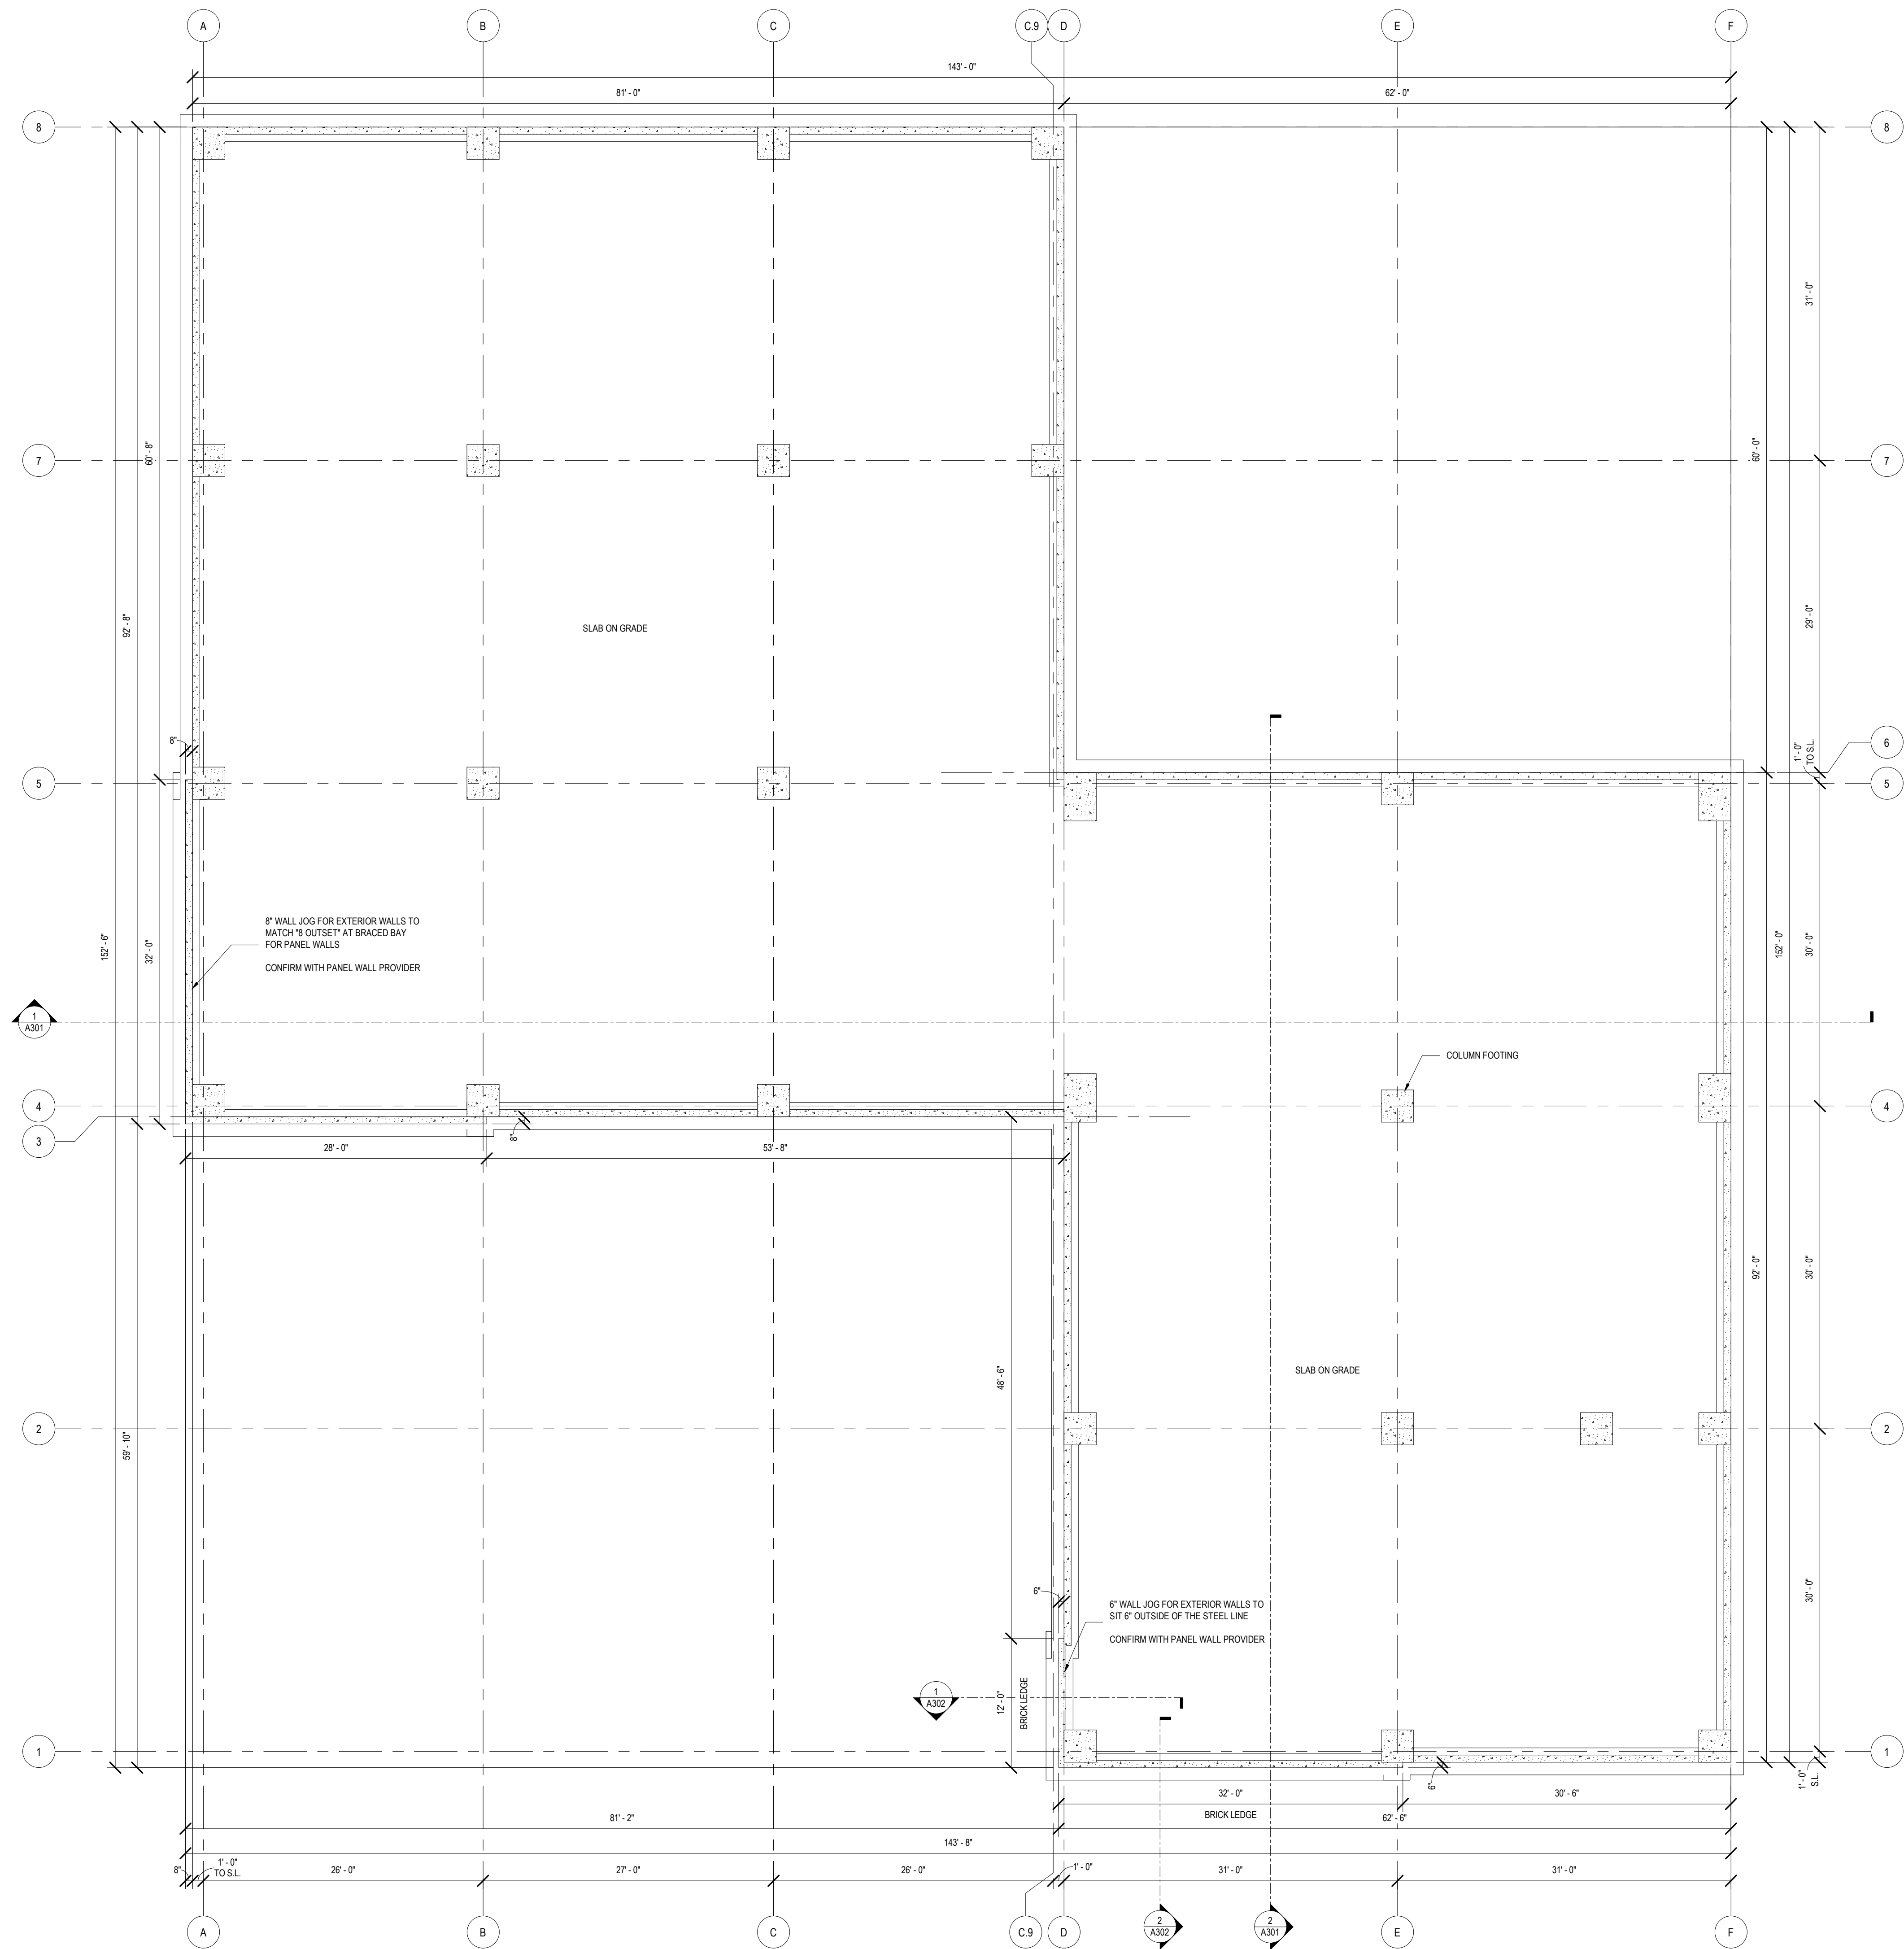 A
B
C
C.9
D
E
F
143' - 0"
81' - 0"
62' - 0"
8
8
31' - 0"
60' - 8"
60' - 0"
7
7
92' - 8"
SLAB ON GRADE
29' - 0"
8"
1' - 0"
TO S.L.
6
5
5
8" WALL JOG FOR EXTERIOR WALLS TO
MATCH "8 OUTSET" AT BRACED BAY
FOR PANEL WALLS
CONFIRM WITH PANEL WALL PROVIDER
152' - 6"
32' - 0"
152' - 0"
30' - 0"
1
A301
COLUMN FOOTING
4
4
3
8"
28' - 0"
53' - 8"
92' - 0"
30' - 0"
48' - 6"
SLAB ON GRADE
2
2
59' - 10"
6"
6" WALL JOG FOR EXTERIOR WALLS TO
SIT 6" OUTSIDE OF THE STEEL LINE
CONFIRM WITH PANEL WALL PROVIDER
30' - 0"
1
A302
12' - 0"
BRICK LEDGE
1
1
6"
1' - 0"
S.L.
32' - 0"
30' - 6"
BRICK LEDGE
81' - 2"
62' - 6"
143' - 8"
8"
1' - 0"
TO S.L.
26' - 0"
27' - 0"
26' - 0"
1' - 0"
31' - 0"
31' - 0"
A
B
C
C.9
D
2
A302
2
A301
E
F